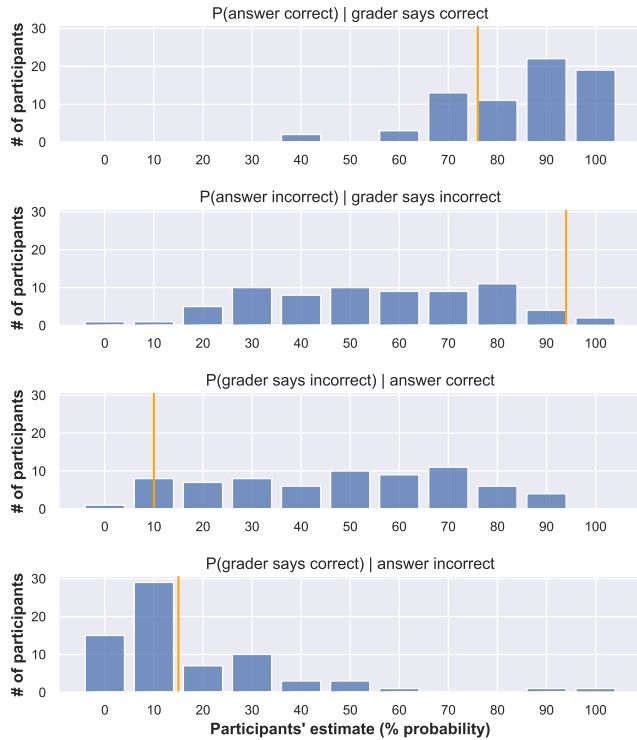 P(answer correct) | grader says correct
# of participants
30
20
10
0
0 10 20 30 40 50 60 70 80 90 100
P(answer incorrect) | grader says incorrect
# of participants
30
20
10
0
0 10 20 30 40 50 60 70 80 90 100
P(grader says incorrect) | answer correct
# of participants
30
20
10
0
0 10 20 30 40 50 60 70 80 90 100
P(grader says correct) | answer incorrect
# of participants
30
20
10
0
0 10 20 30 40 50 60 70 80 90 100
Participants' estimate (% probability)